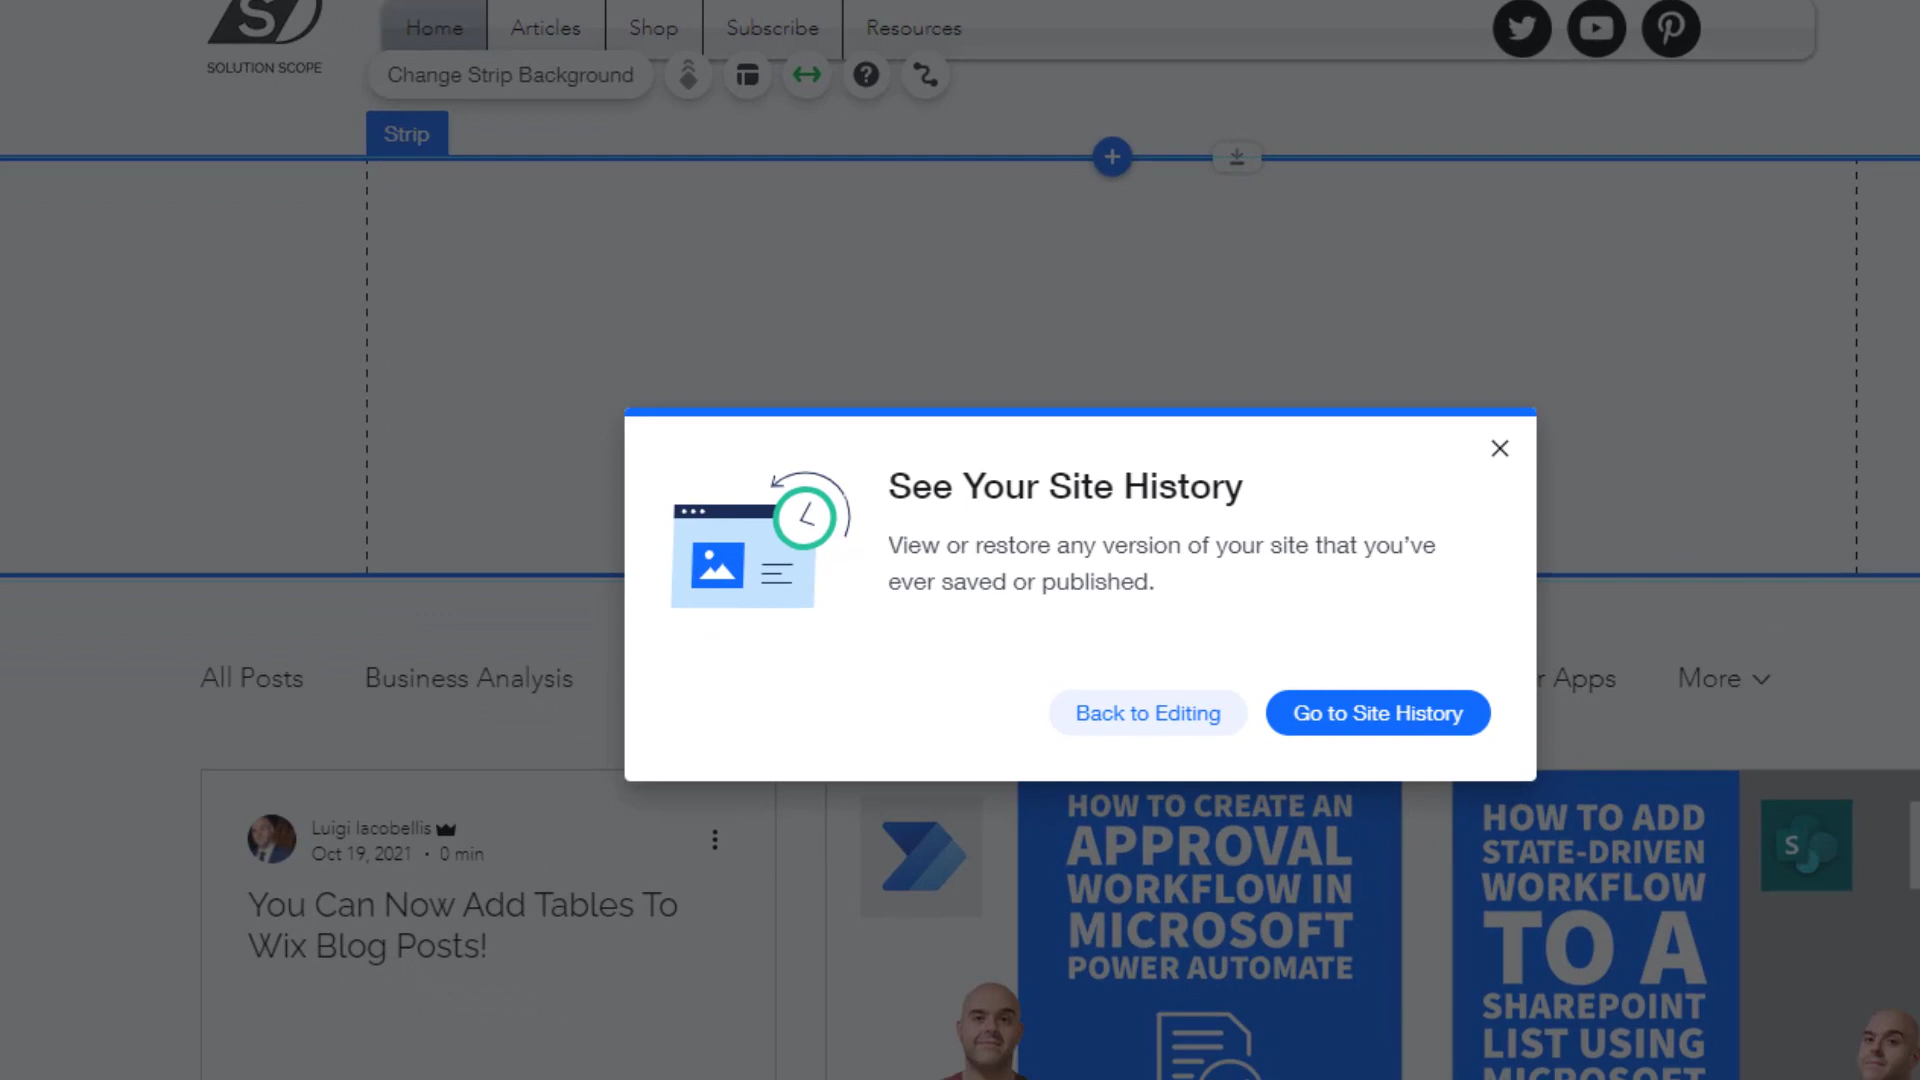 SOLUTION SCOPE
Home Articles Shop Subscribe Resources
Change Strip Background
Strip
See Your Site History
View or restore any version of your site that you’ve
ever saved or published.
Back to Editing Go to Site History
All Posts Business Analysis r Apps More
Luigi Iacobellis
Oct 19, 2021 · 0 min
You Can Now Add Tables To
Wix Blog Posts!
HOW TO CREATE AN
APPROVAL
WORKFLOW IN
MICROSOFT
POWER AUTOMATE
HOW TO ADD
STATE-DRIVEN
WORKFLOW
TO A
SHAREPOINT
LIST USING
MICROSOFT
S